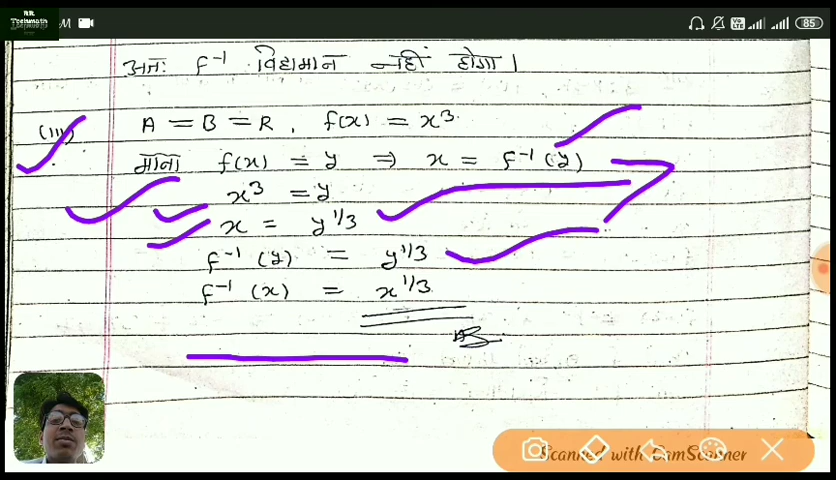 M
85
अतः f⁻¹ विद्यमान नहीं होगा।
(iii) A = B = R, f(x) = x³
माना f(x) = y ⇒ x = f⁻¹(y)
x³ = y
x = y^1/3
f⁻¹(y) = y^1/3
f⁻¹(x) = x^1/3
Scanned with CamScanner